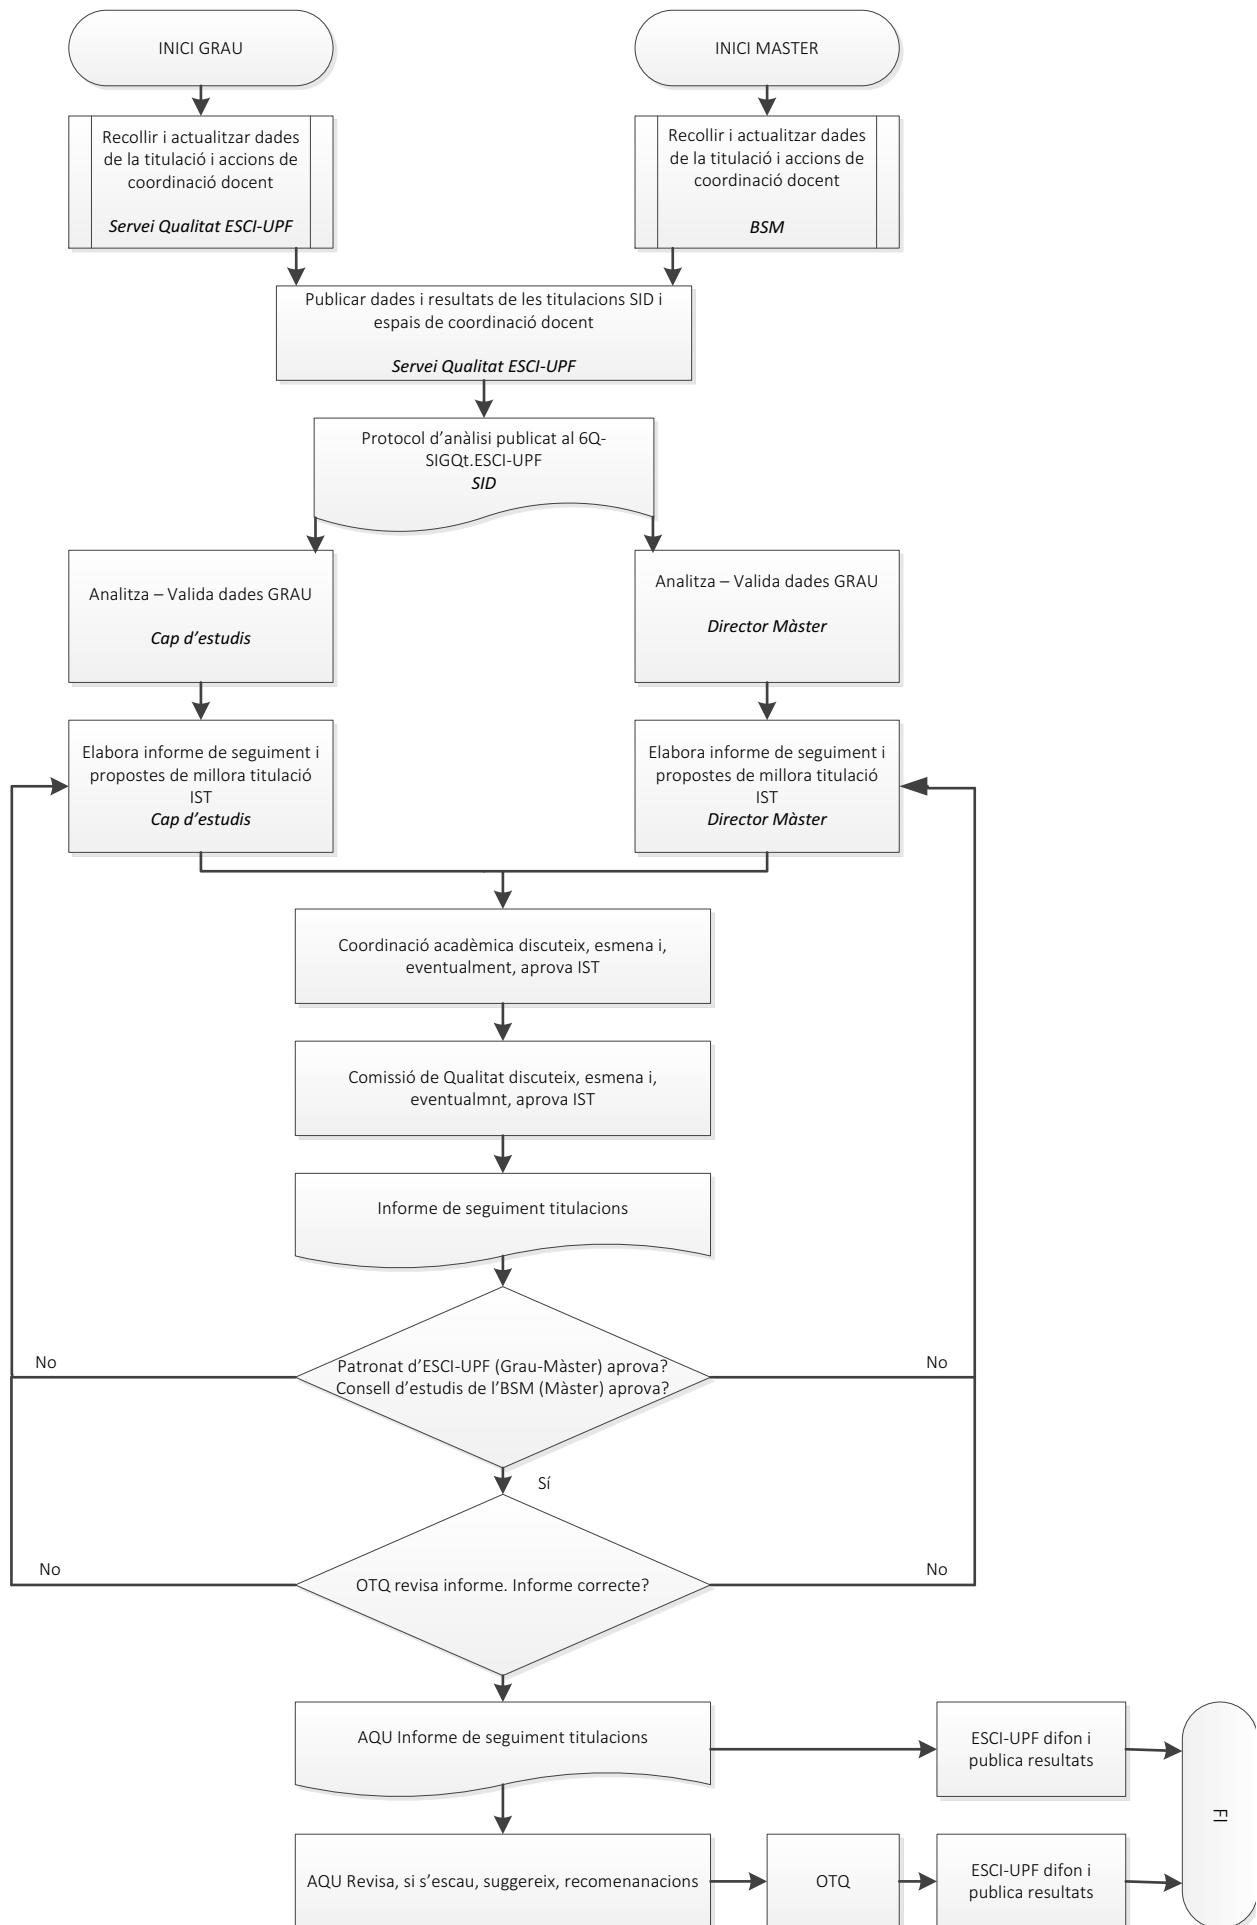 INICI GRAU
INICI MASTER
Recollir i actualitzar dades
de la titulació i accions de
coordinació docent
Servei Qualitat ESCI-UPF
Recollir i actualitzar dades
de la titulació i accions de
coordinació docent
BSM
Publicar dades i resultats de les titulacions SID i
espais de coordinació docent
Servei Qualitat ESCI-UPF
Protocol d’anàlisi publicat al 6Q-
SIGQt.ESCI-UPF
SID
Analitza – Valida dades GRAU
Cap d’estudis
Analitza – Valida dades GRAU
Director Màster
Elabora informe de seguiment i
propostes de millora titulació
IST
Cap d’estudis
Elabora informe de seguiment i
propostes de millora titulació
IST
Director Màster
Coordinació acadèmica discuteix, esmena i,
eventualment, aprova IST
Comissió de Qualitat discuteix, esmena i,
eventualmnt, aprova IST
Informe de seguiment titulacions
No
Patronat d’ESCI-UPF (Grau-Màster) aprova?
Consell d’estudis de l’BSM (Màster) aprova?
No
Sí
No
OTQ revisa informe. Informe correcte?
No
AQU Informe de seguiment titulacions
ESCI-UPF difon i
publica resultats
FI
AQU Revisa, si s’escau, suggereix, recomenanacions
OTQ
ESCI-UPF difon i
publica resultats